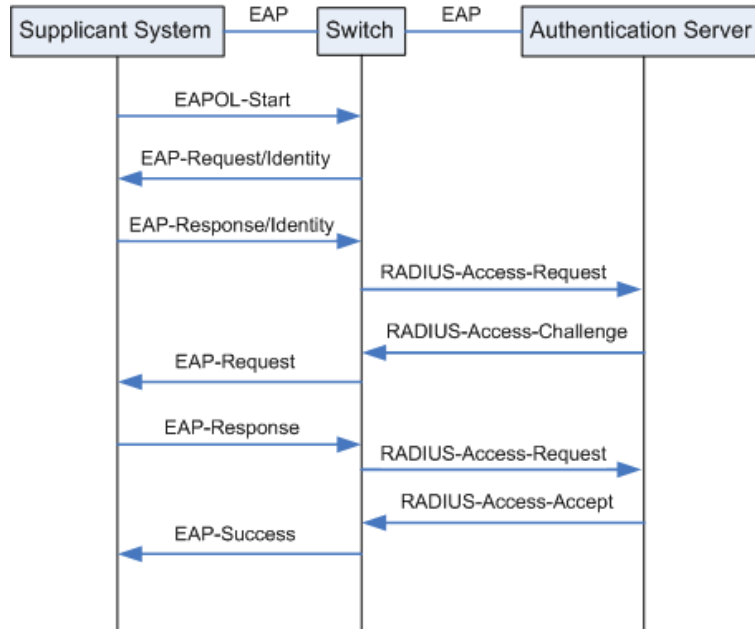 EAP
EAP
Supplicant System
Switch
Authentication Server
EAPOL-Start
EAP-Request/Identity
EAP-Response/Identity
RADIUS-Access-Request
RADIUS-Access-Challenge
EAP-Request
EAP-Response
RADIUS-Access-Request
RADIUS-Access-Accept
EAP-Success